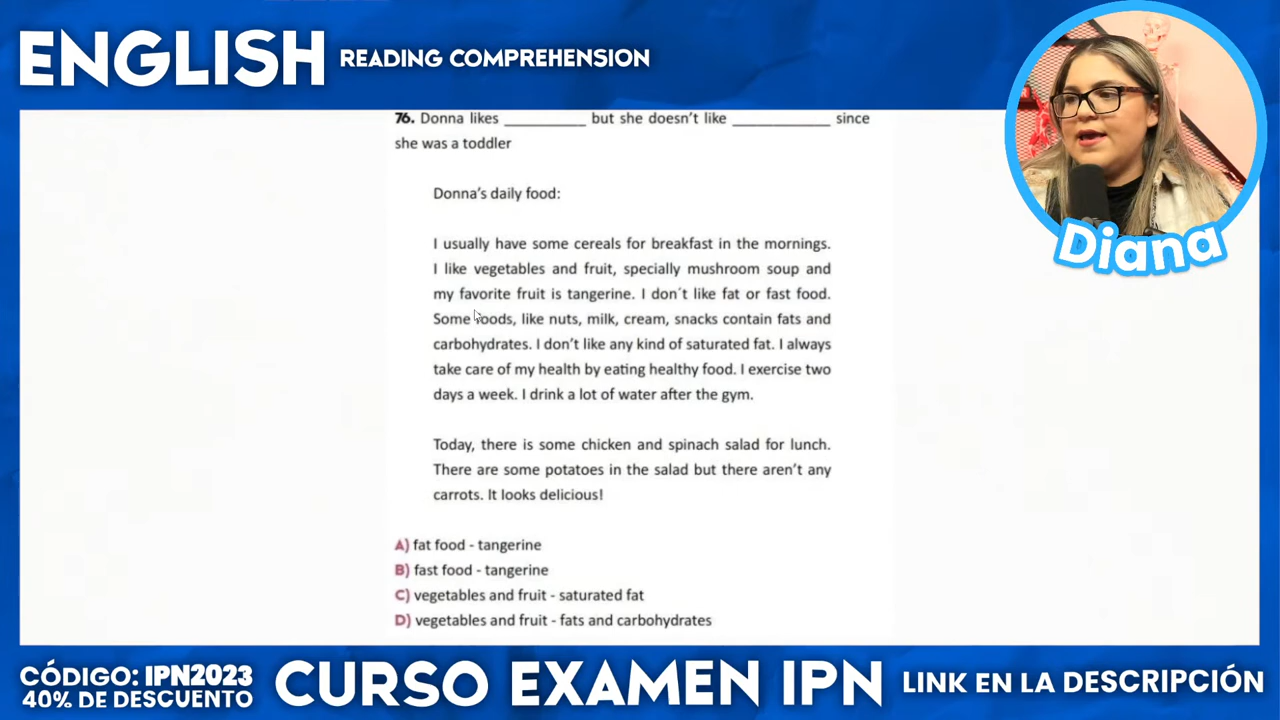 ENGLISH READING COMPREHENSION
76. Donna likes __________ but she doesn't like ____________ since
she was a toddler
Donna's daily food:
I usually have some cereals for breakfast in the mornings.
I like vegetables and fruit, specially mushroom soup and
my favorite fruit is tangerine. I don´t like fat or fast food.
Some foods, like nuts, milk, cream, snacks contain fats and
carbohydrates. I don't like any kind of saturated fat. I always
take care of my health by eating healthy food. I exercise two
days a week. I drink a lot of water after the gym.
Today, there is some chicken and spinach salad for lunch.
There are some potatoes in the salad but there aren't any
carrots. It looks delicious!
A) fat food - tangerine
B) fast food - tangerine
C) vegetables and fruit - saturated fat
D) vegetables and fruit - fats and carbohydrates
Diana
CÓDIGO: IPN2023
40% DE DESCUENTO
CURSO EXAMEN IPN
LINK EN LA DESCRIPCIÓN